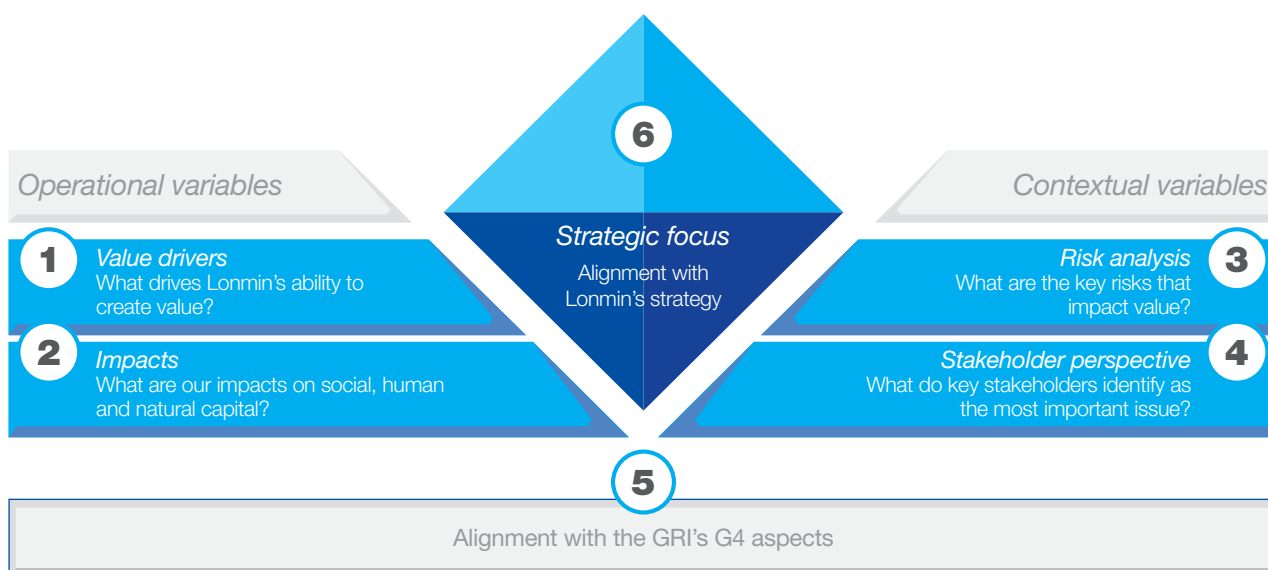 6
Operational variables
Contextual variables
Strategic focus
Alignment with
Lonmin's strategy
1
Value drivers
What drives Lonmin's ability to
create value?
2
Impacts
What are our impacts on social, human
and natural capital?
Risk analysis
What are the key risks that
impact value?
3
Stakeholder perspective
What do key stakeholders identify as
the most important issue?
4
5
Alignment with the GRI's G4 aspects